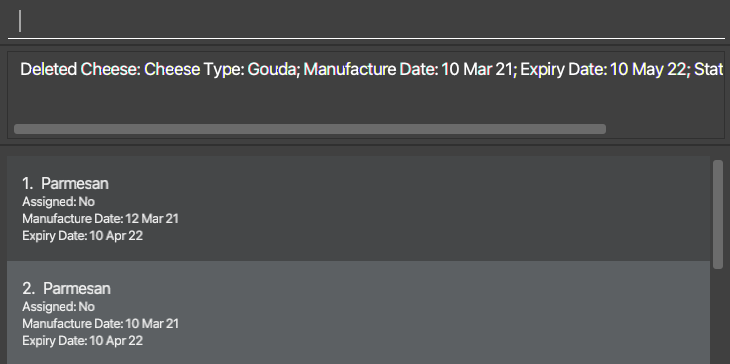 Deleted Cheese: Cheese Type: Gouda; Manufacture Date: 10 Mar 21; Expiry Date: 10 May 22; Stat
1. Parmesan
Assigned: No
Manufacture Date: 12 Mar 21
Expiry Date: 10 Apr 22
2. Parmesan
Assigned: No
Manufacture Date: 10 Mar 21
Expiry Date: 10 Apr 22